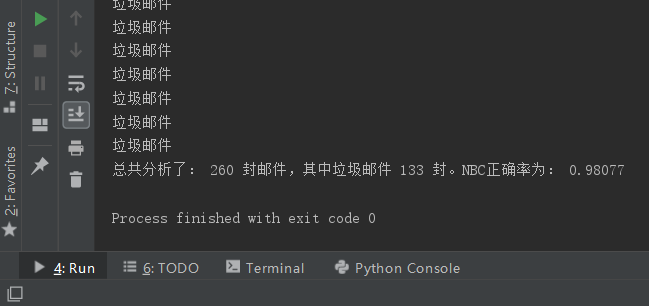 垃圾邮件
垃圾邮件
垃圾邮件
垃圾邮件
垃圾邮件
垃圾邮件
垃圾邮件
总共分析了： 260 封邮件，其中垃圾邮件 133 封。NBC正确率为： 0.98077
Process finished with exit code 0
7: Structure
2: Favorites
4: Run
6: TODO
Terminal
Python Console